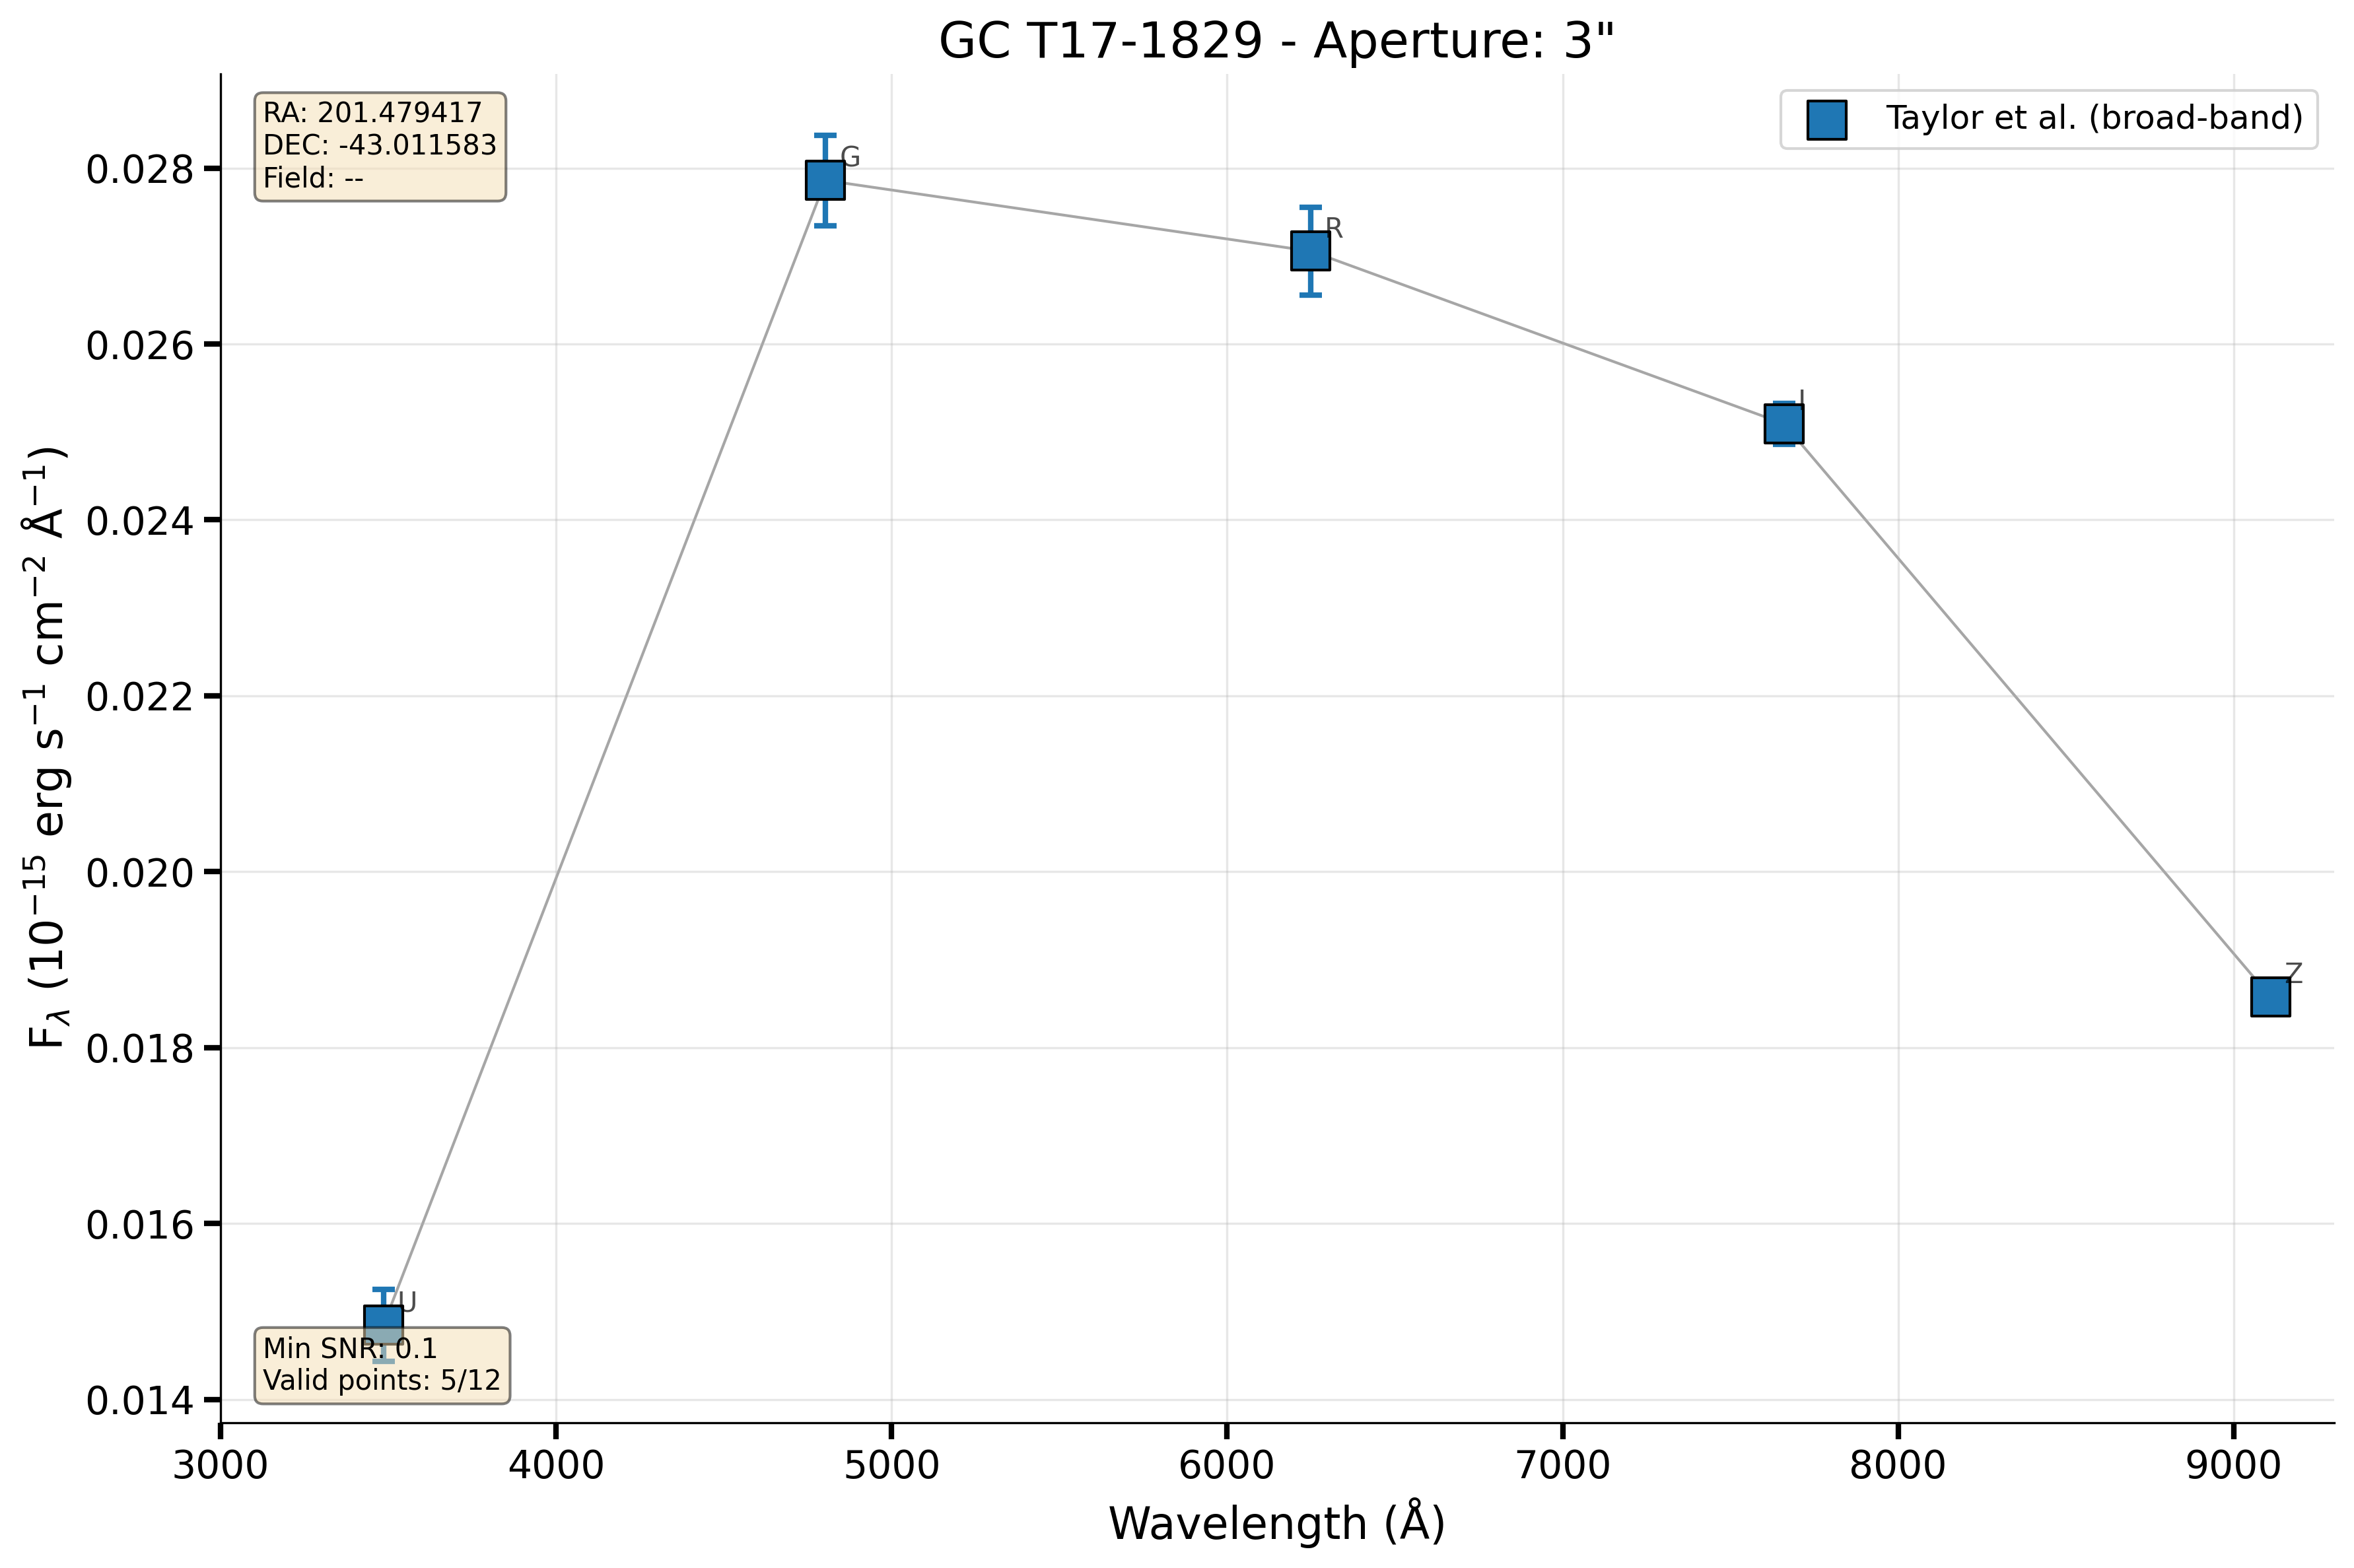 GC T17-1829 - Aperture: 3"
RA: 201.479417
DEC: -43.011583
Field: --
Taylor et al. (broad-band)
G
R
I
Z
U
Min SNR: 0.1
Valid points: 5/12
0.028
0.026
0.024
0.022
0.020
0.018
0.016
0.014
F_λ (10⁻¹⁵ erg s⁻¹ cm⁻² Å⁻¹)
3000 4000 5000 6000 7000 8000 9000
Wavelength (Å)